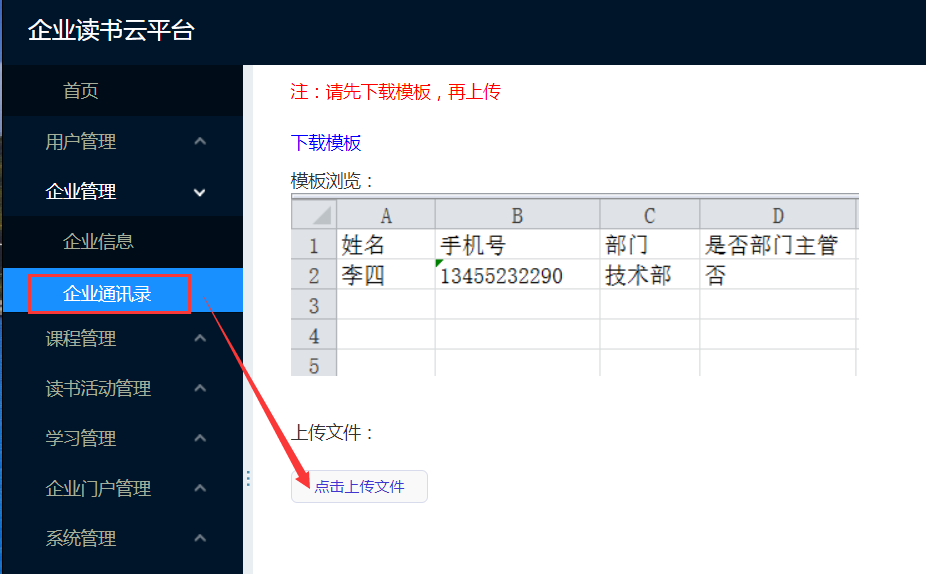 企业读书云平台
首页
用户管理
企业管理
企业信息
企业通讯录
课程管理
读书活动管理
学习管理
企业门户管理
系统管理
注：请先下载模板，再上传
下载模板
模板浏览：
A B C D
1 姓名 手机号 部门 是否部门主管
2 李四 13455232290 技术部 否
3
4
5
上传文件：
点击上传文件